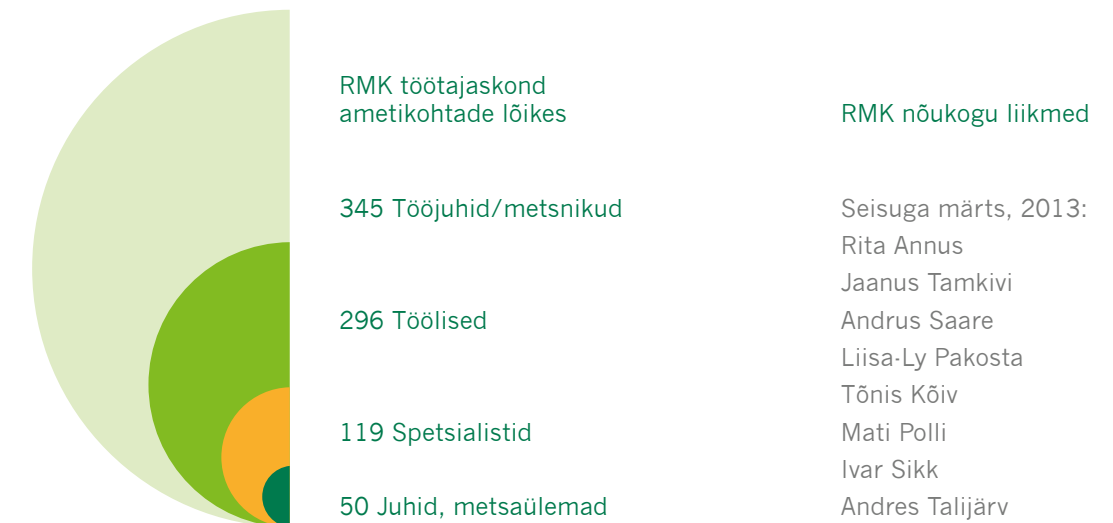 RMK töötajaskond
ametikohtade lõikes
345 Tööjuhid/metsnikud
296 Töölised
119 Spetsialistid
50 Juhid, metsaülemad
RMK nõukogu liikmed
Seisuga märts, 2013:
Rita Annus
Jaanus Tamkivi
Andrus Saare
Liisa-Ly Pakosta
Tõnis Kõiv
Mati Polli
Ivar Sikk
Andres Talijärv